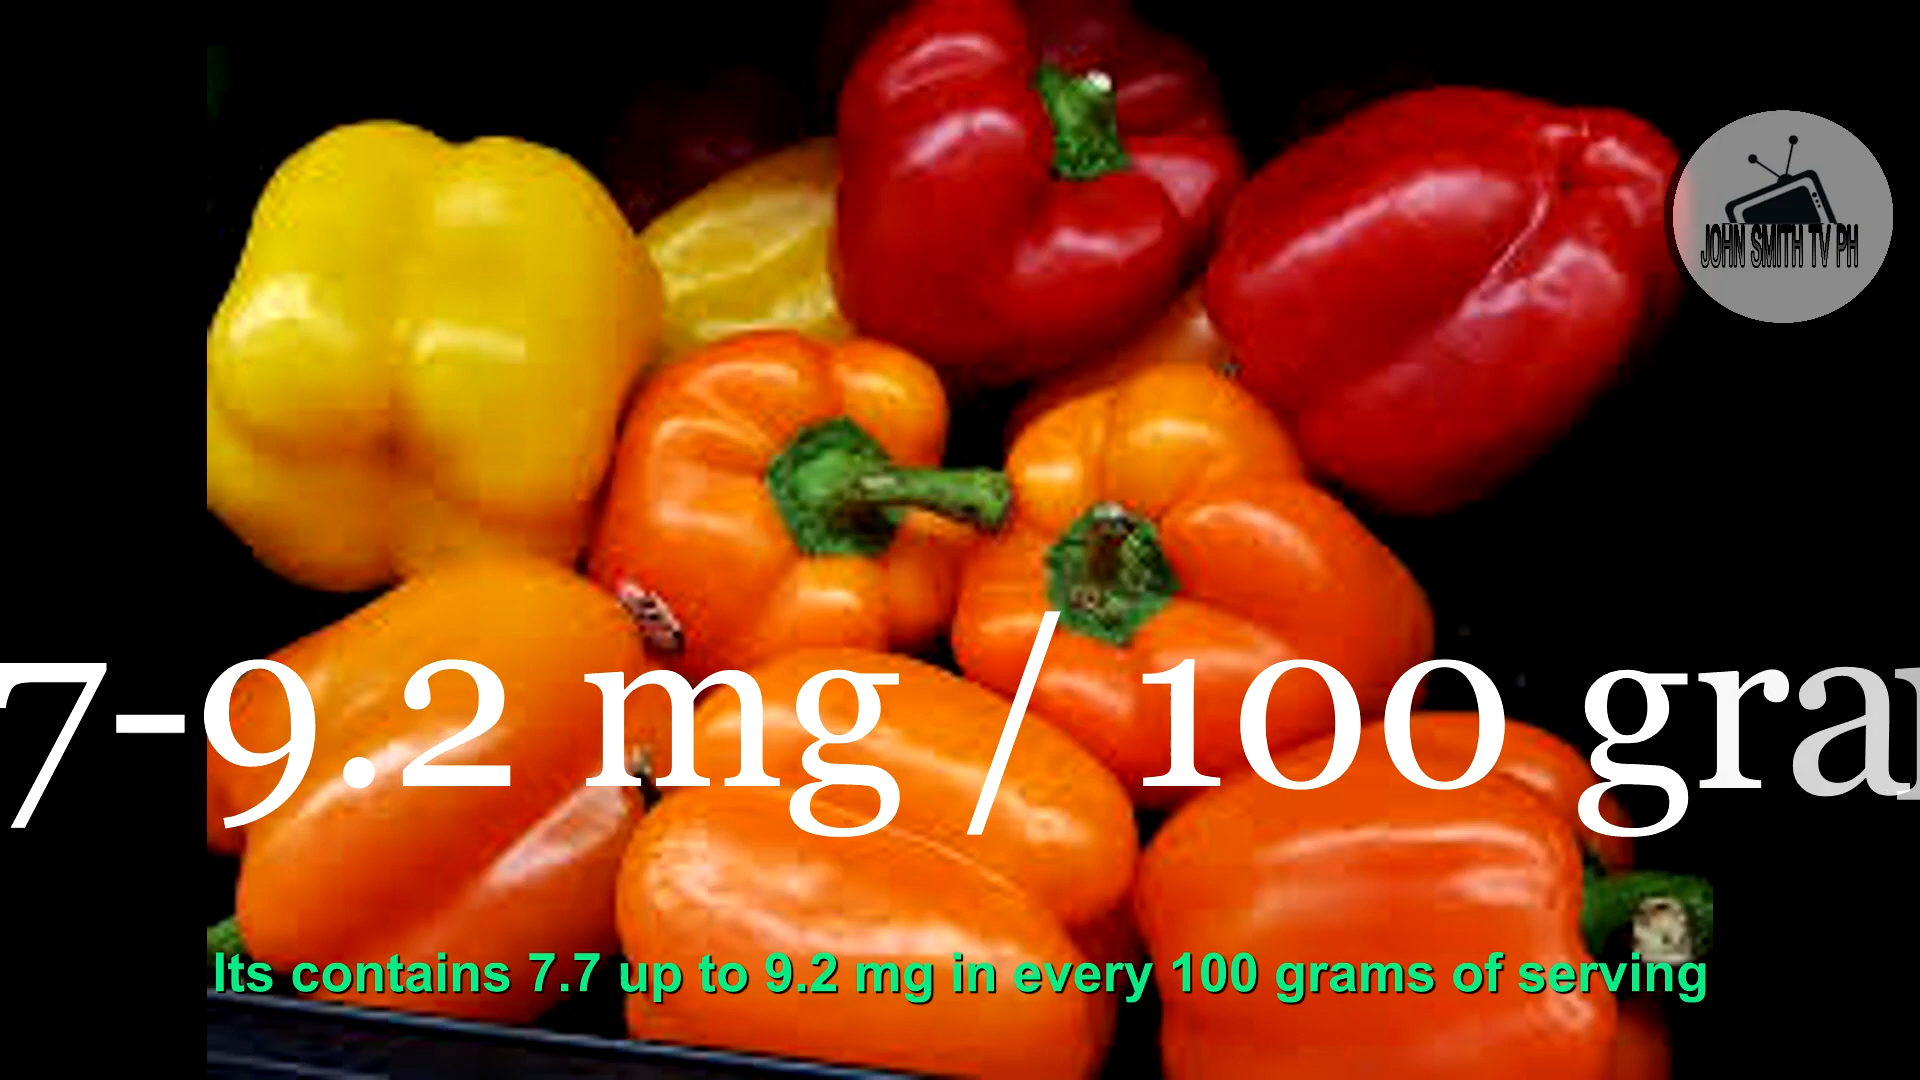 JOHN SMITH TV PH
7-9.2 mg / 100 gra
Its contains 7.7 up to 9.2 mg in every 100 grams of serving